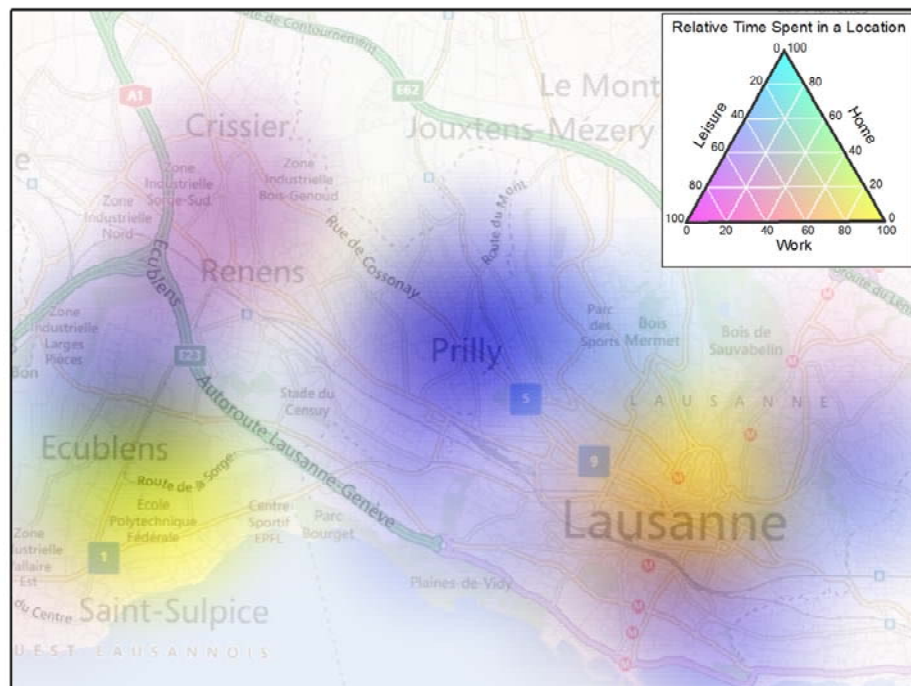 Route de Contournement
A1
E62
Le Mont
Crissier
Jouxtens-Mézery
Zone
Industrielle
Sorge-Sud
Zone
Industrielle
Bois-Genoud
Zone
Industrielle
Nord
Rue de Cossonay
Route du Mont
Ecublens
Renens
Zone
Industrielle
Larges
Pièces
E23
Parc
des
Sports
Bois
Mermet
Bois de
Sauvabelin
Prilly
5
LAUSANNE
Autoroute Lausanne-Genève
Stade du
Censuy
Ecublens
Route de la Sorge
9
M
M
M
M
Ecole
Polytechnique
Fédérale
Centre
Sportif
EPFL
Parc
Bourget
Lausanne
Zone
1
Est
Plaines-de-Vidy
M
M
M
M
du Centre
Saint-Sulpice
UEST LAUSANNOIS
Relative Time Spent in a Location
0 100
20 80
40 60
60 40
80 20
100 0
Leisure
Home
0 20 40 60 80 100
Work